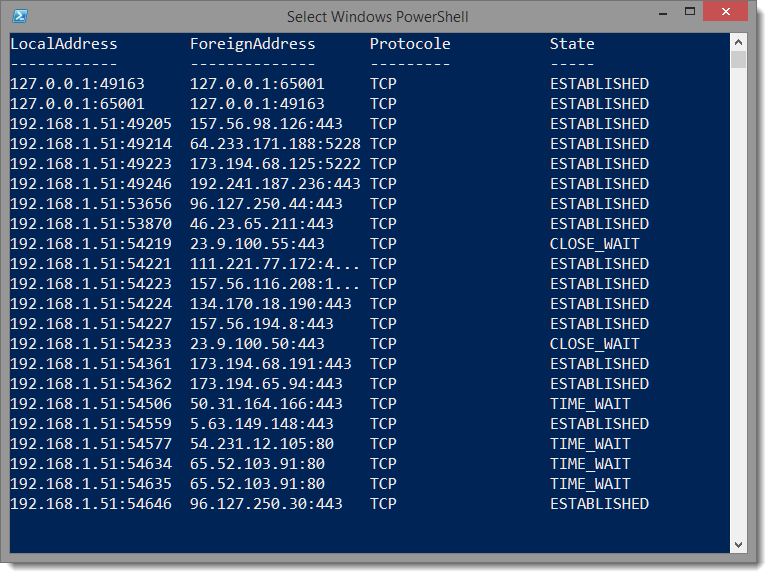 Select Windows PowerShell
LocalAddress ForeignAddress Protocole State
------------ -------------- --------- -----
127.0.0.1:49163 127.0.0.1:65001 TCP ESTABLISHED
127.0.0.1:65001 127.0.0.1:49163 TCP ESTABLISHED
192.168.1.51:49205 157.56.98.126:443 TCP ESTABLISHED
192.168.1.51:49214 64.233.171.188:5228 TCP ESTABLISHED
192.168.1.51:49223 173.194.68.125:5222 TCP ESTABLISHED
192.168.1.51:49246 192.241.187.236:443 TCP ESTABLISHED
192.168.1.51:53656 96.127.250.44:443 TCP ESTABLISHED
192.168.1.51:53870 46.23.65.211:443 TCP ESTABLISHED
192.168.1.51:54219 23.9.100.55:443 TCP CLOSE_WAIT
192.168.1.51:54221 111.221.77.172:4... TCP ESTABLISHED
192.168.1.51:54223 157.56.116.208:1... TCP ESTABLISHED
192.168.1.51:54224 134.170.18.190:443 TCP ESTABLISHED
192.168.1.51:54227 157.56.194.8:443 TCP ESTABLISHED
192.168.1.51:54233 23.9.100.50:443 TCP CLOSE_WAIT
192.168.1.51:54361 173.194.68.191:443 TCP ESTABLISHED
192.168.1.51:54362 173.194.65.94:443 TCP ESTABLISHED
192.168.1.51:54506 50.31.164.166:443 TCP TIME_WAIT
192.168.1.51:54559 5.63.149.148:443 TCP ESTABLISHED
192.168.1.51:54577 54.231.12.105:80 TCP TIME_WAIT
192.168.1.51:54634 65.52.103.91:80 TCP TIME_WAIT
192.168.1.51:54635 65.52.103.91:80 TCP TIME_WAIT
192.168.1.51:54646 96.127.250.30:443 TCP ESTABLISHED